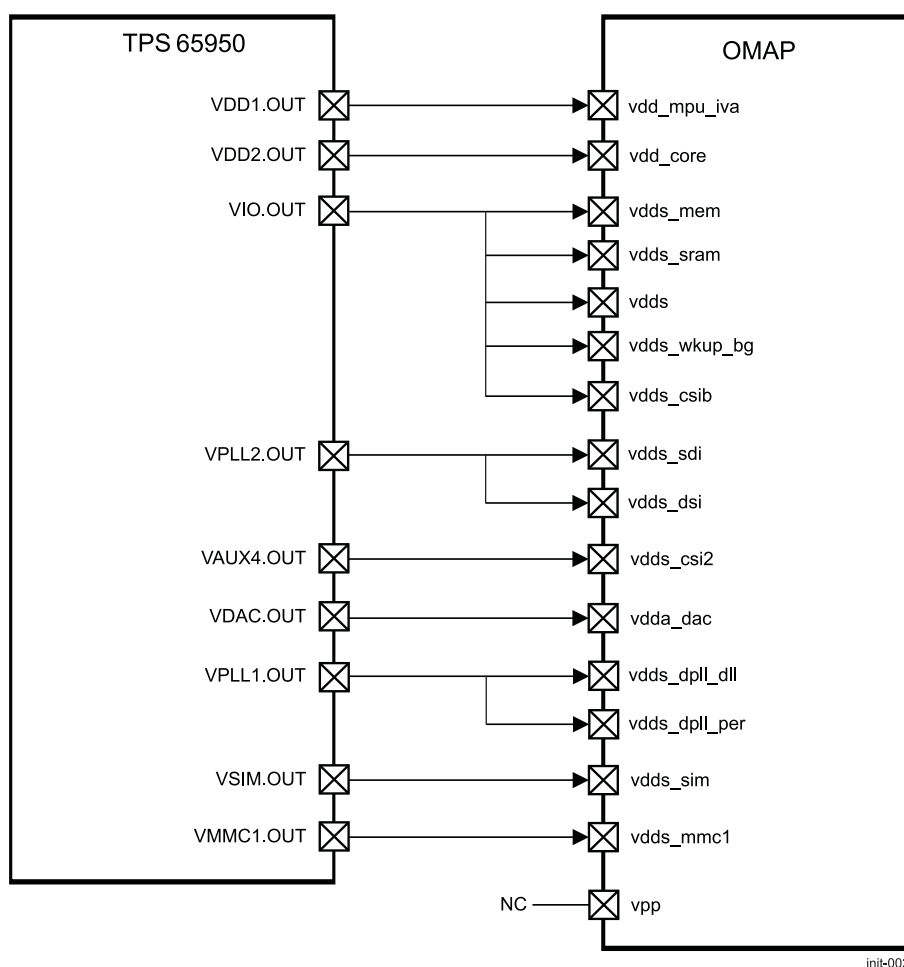 TPS 65950
OMAP
VDD1.OUT
vdd_mpu_iva
VDD2.OUT
vdd_core
VIO.OUT
vdds_mem
vdds_sram
vdds
vdds_wkup_bg
vdds_csib
VPLL2.OUT
vdds_sdi
vdds_dsi
VAUX4.OUT
vdds_csi2
VDAC.OUT
vdda_dac
VPLL1.OUT
vdds_dpll_dll
vdds_dpll_per
VSIM.OUT
vdds_sim
VMMC1.OUT
vdds_mmc1
NC
vpp